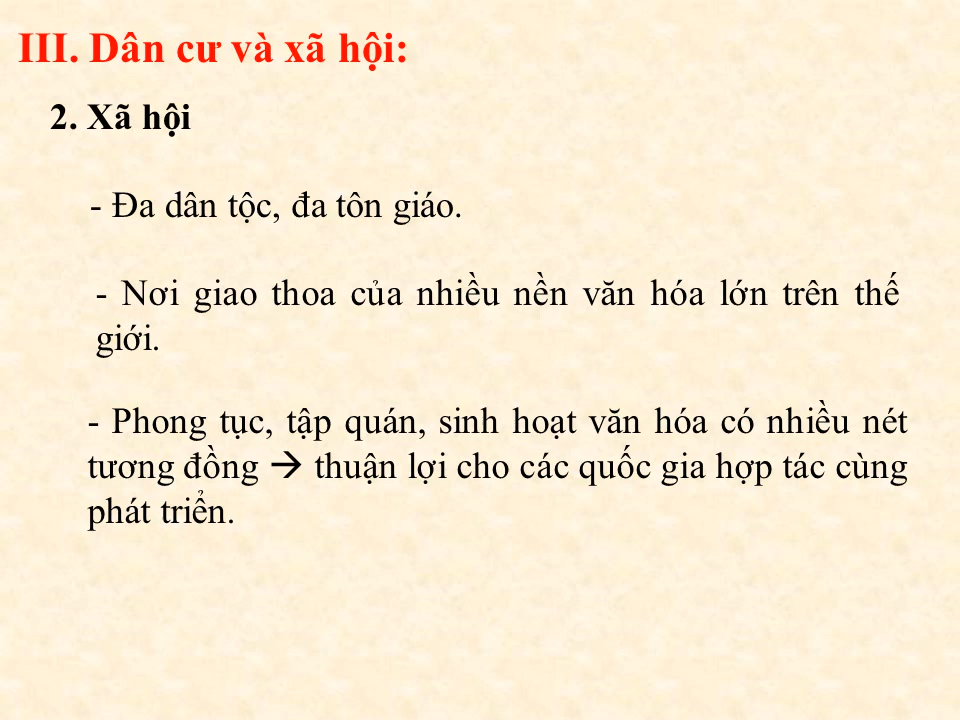 III. Dân cư và xã hội:
2. Xã hội
- Đa dân tộc, đa tôn giáo.
- Nơi giao thoa của nhiều nền văn hóa lớn trên thế
giới.
- Phong tục, tập quán, sinh hoạt văn hóa có nhiều nét
tương đồng → thuận lợi cho các quốc gia hợp tác cùng
phát triển.